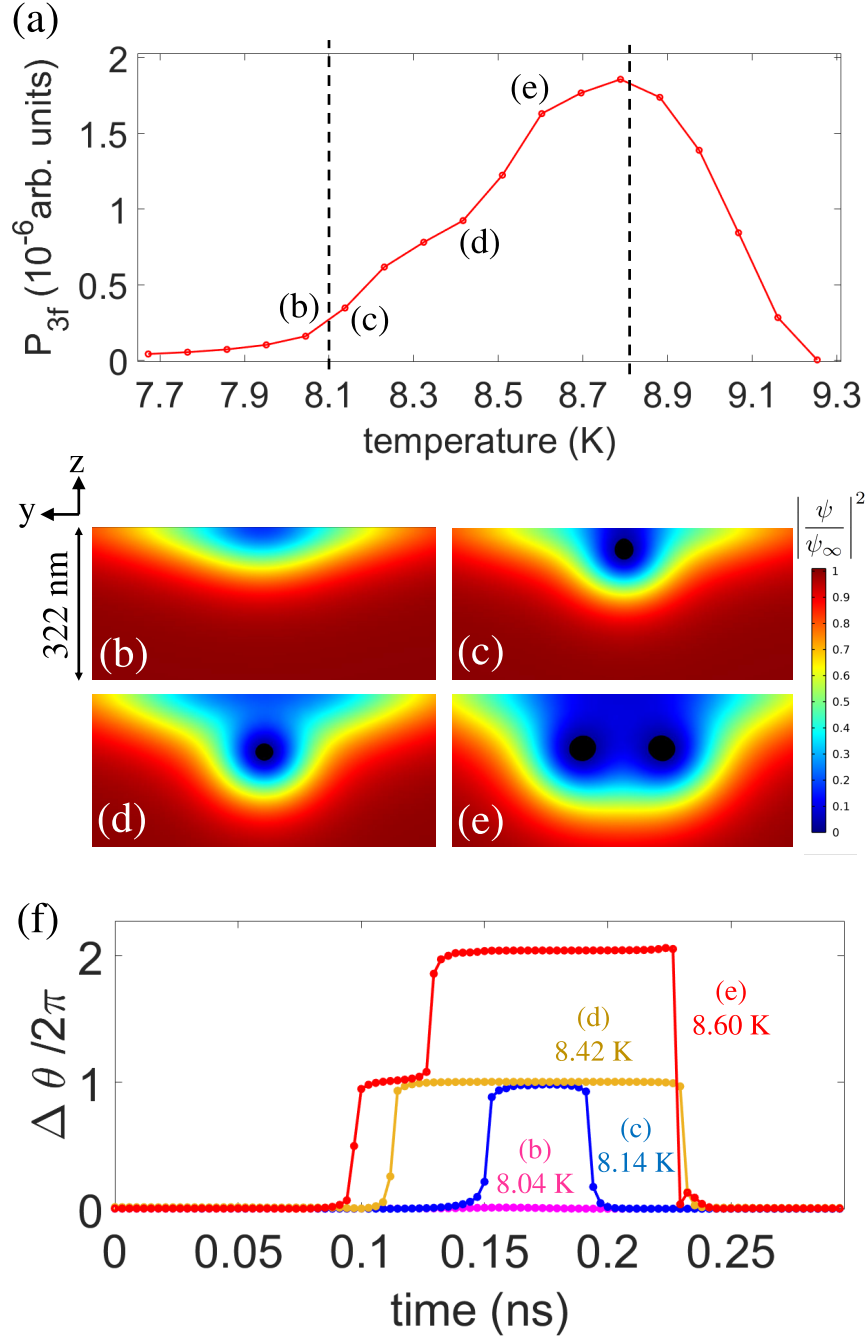 (a)
P3f (10-6 arb. units)
2
1.5
1
0.5
0
(b)
(c)
(d)
(e)
7.7 7.9 8.1 8.3 8.5 8.7 8.9 9.1 9.3
temperature (K)
z
y
322 nm
(b)
(c)
(d)
(e)
|ψ/ψ∞|2
1
0.9
0.8
0.7
0.6
0.5
0.4
0.3
0.2
0.1
0
(f)
Δ θ /2π
2
1
0
(e)
8.60 K
(d)
8.42 K
(b)
8.04 K
(c)
8.14 K
0 0.05 0.1 0.15 0.2 0.25
time (ns)